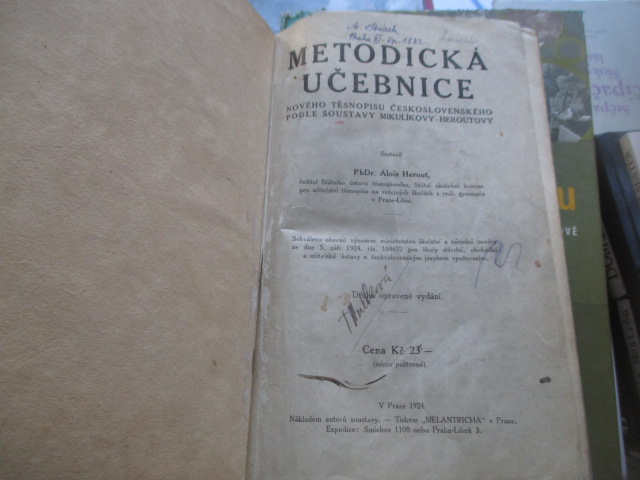 METODICKÁ
UČEBNICE
NOVÉHO TĚSNOPISU ČESKOSLOVENSKÉHO
PODLE SOUSTAVY MIKULÍKOVY-HEROUTOVY
Sestavil
PhDr. Alois Herout,
ředitel Státního ústavu těsnopisného, Státní zkušební komise
pro učitelství těsnopisu na veřejných školách a reál. gymnasia
v Praze-Libni.
Schváleno obecně výnosem ministerstva školství a národní osvěty
ze dne 5. září 1924, čís. 104637 pro školy střední, obchodní
a učitelské ústavy s československým jazykem vyučovacím.
Druhé opravené vydání.
Cena Kč 23
(mimo poštovné).
V Praze 1924.
Nákladem autorů soustavy. — Tiskem „MELANTRICHA" v Praze.
Expedice: Smíchov 1108 nebo Praha-Libeň 3.